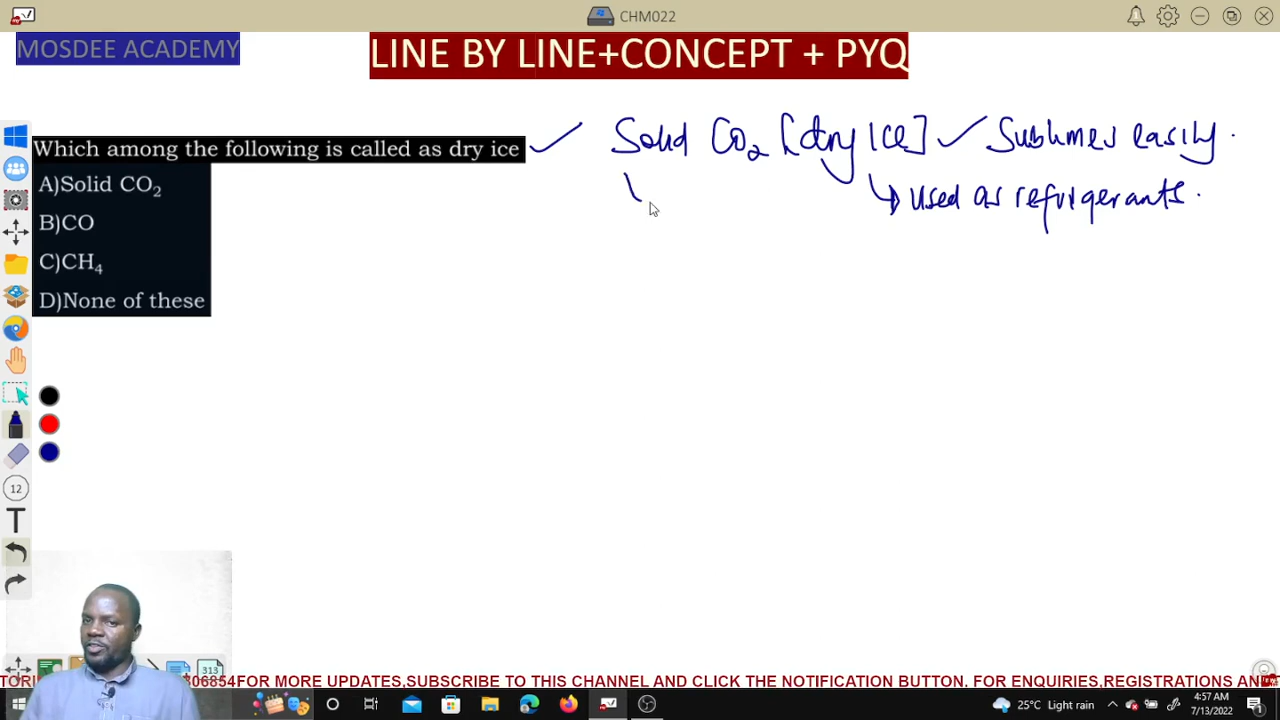 CHM022
MOSDEE ACADEMY
LINE BY LINE+CONCEPT + PYQ
Which among the following is called as dry ice
A)Solid CO₂
B)CO
C)CH₄
D)None of these
Solid CO₂ [dry Ice] ✓ Sublimes easily.
Used as refrigerants.
12
T
313
306854FOR MORE UPDATES,SUBSCRIBE TO THIS CHANNEL AND CLICK THE NOTIFICATION BUTTON. FOR ENQUIRIES,REGISTRATIONS AND
25°C Light rain
4:57 AM
7/13/2022